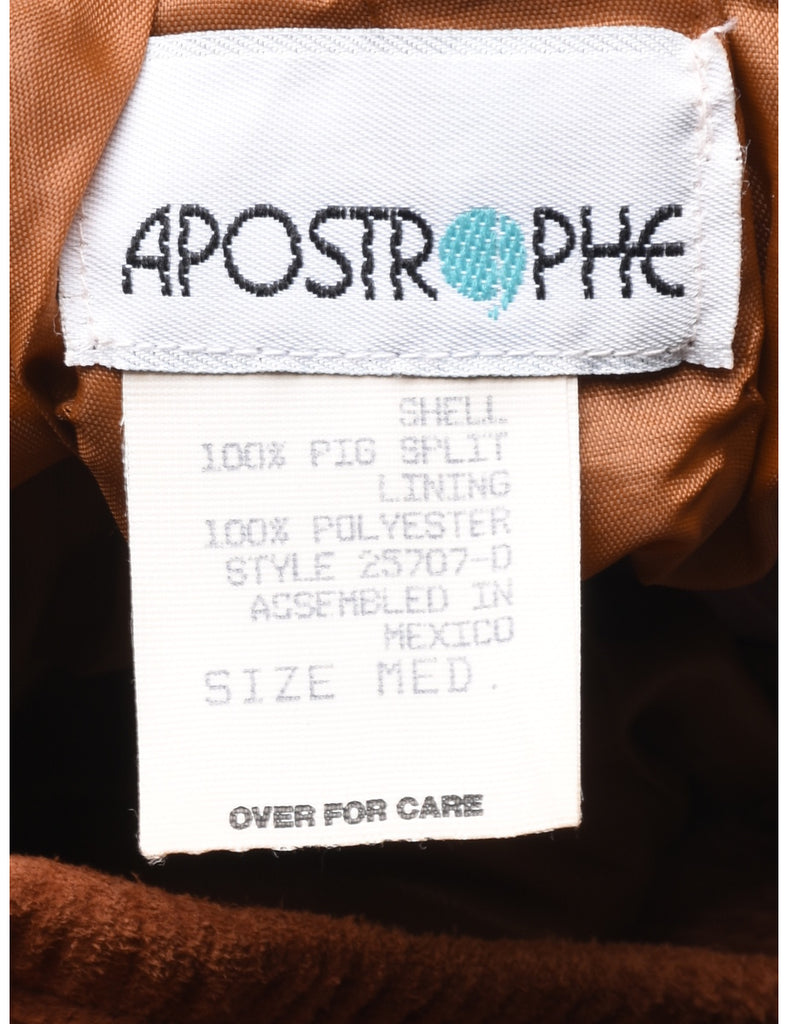 APOSTROPHE
SHELL
100% PIG SPLIT
LINING
100% POLYESTER
STYLE 25707-D
ASSEMBLED IN
MEXICO
SIZE MED.
OVER FOR CARE